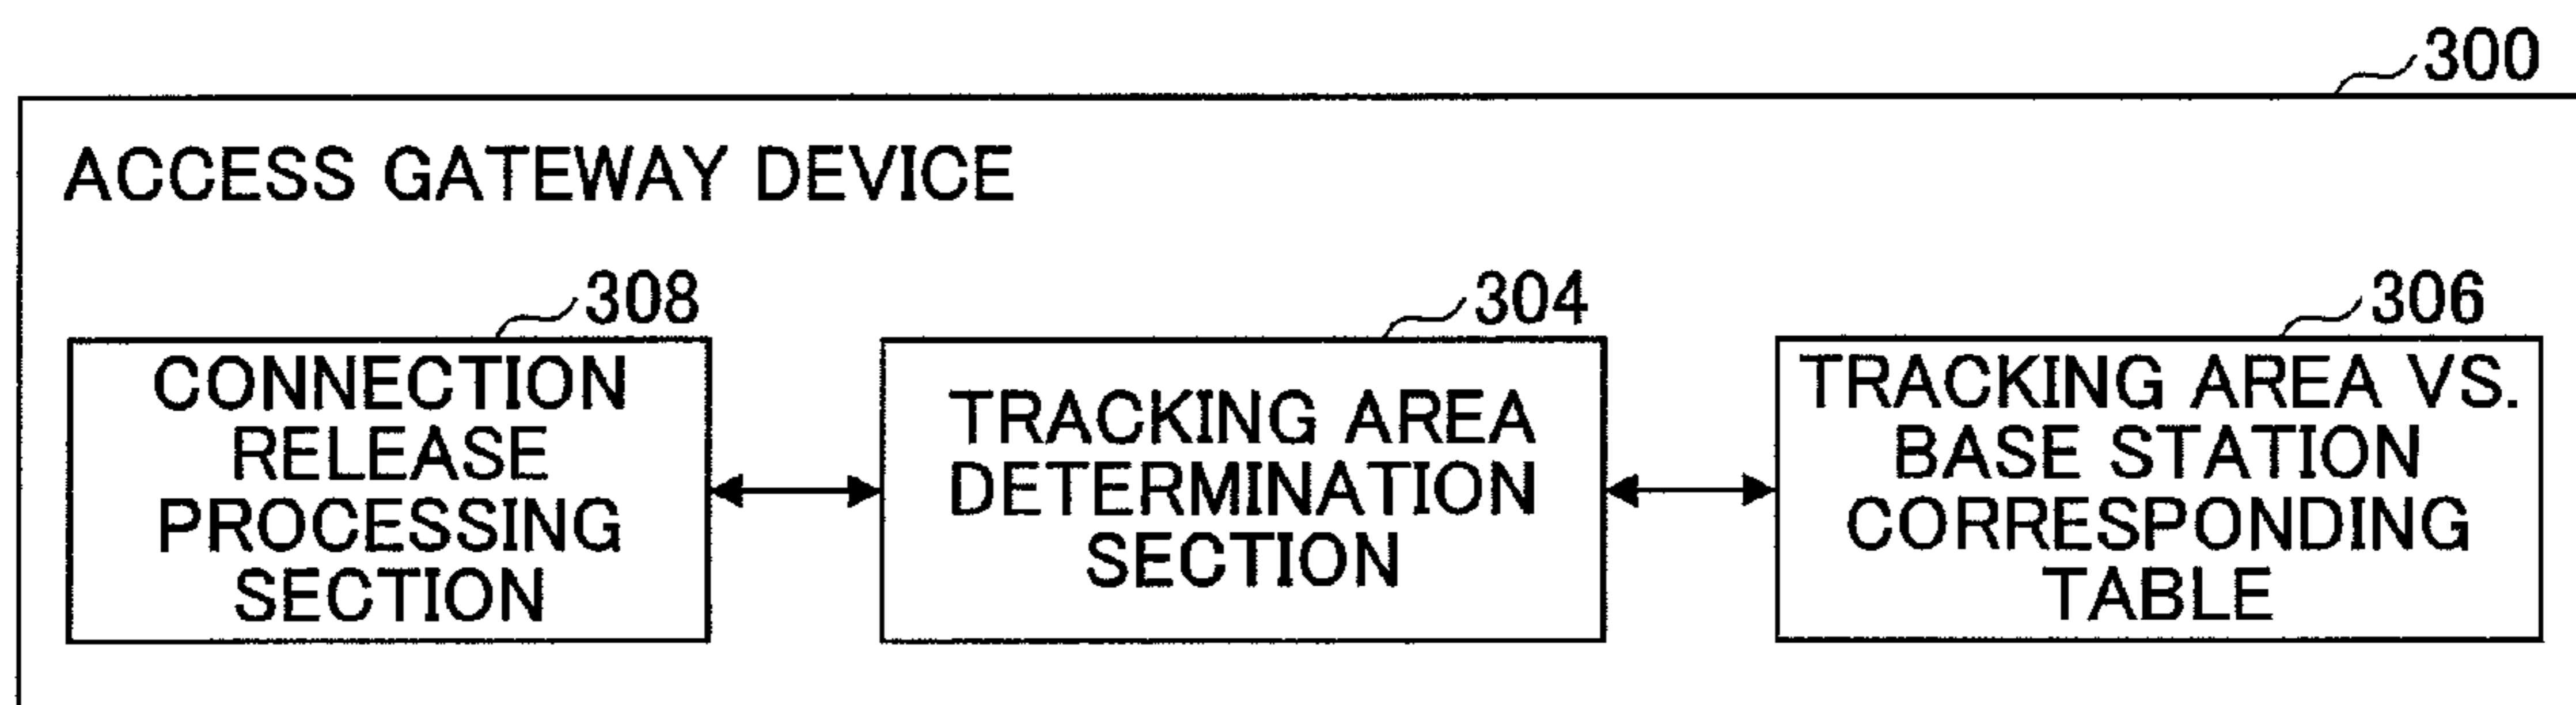 300
ACCESS GATEWAY DEVICE
308
CONNECTION
RELEASE
PROCESSING
SECTION
304
TRACKING AREA
DETERMINATION
SECTION
306
TRACKING AREA VS.
BASE STATION
CORRESPONDING
TABLE